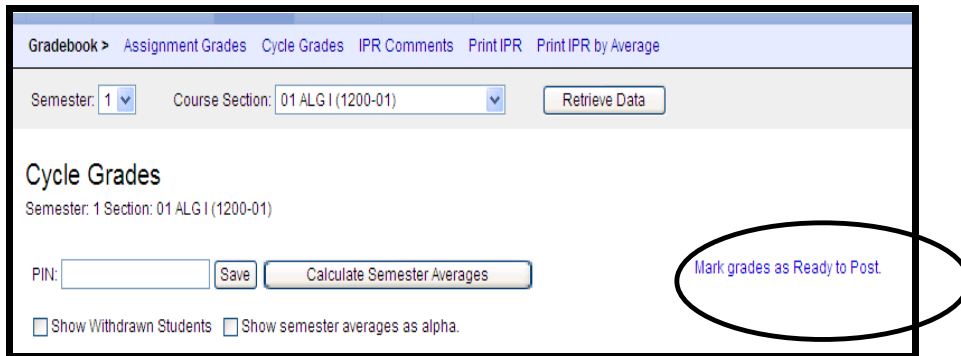 Gradebook > Assignment Grades Cycle Grades IPR Comments Print IPR Print IPR by Average
Semester: 1 Course Section: 01 ALG I (1200-01) Retrieve Data
Cycle Grades
Semester: 1 Section: 01 ALG I (1200-01)
PIN: Save Calculate Semester Averages Mark grades as Ready to Post.
Show Withdrawn Students Show semester averages as alpha.